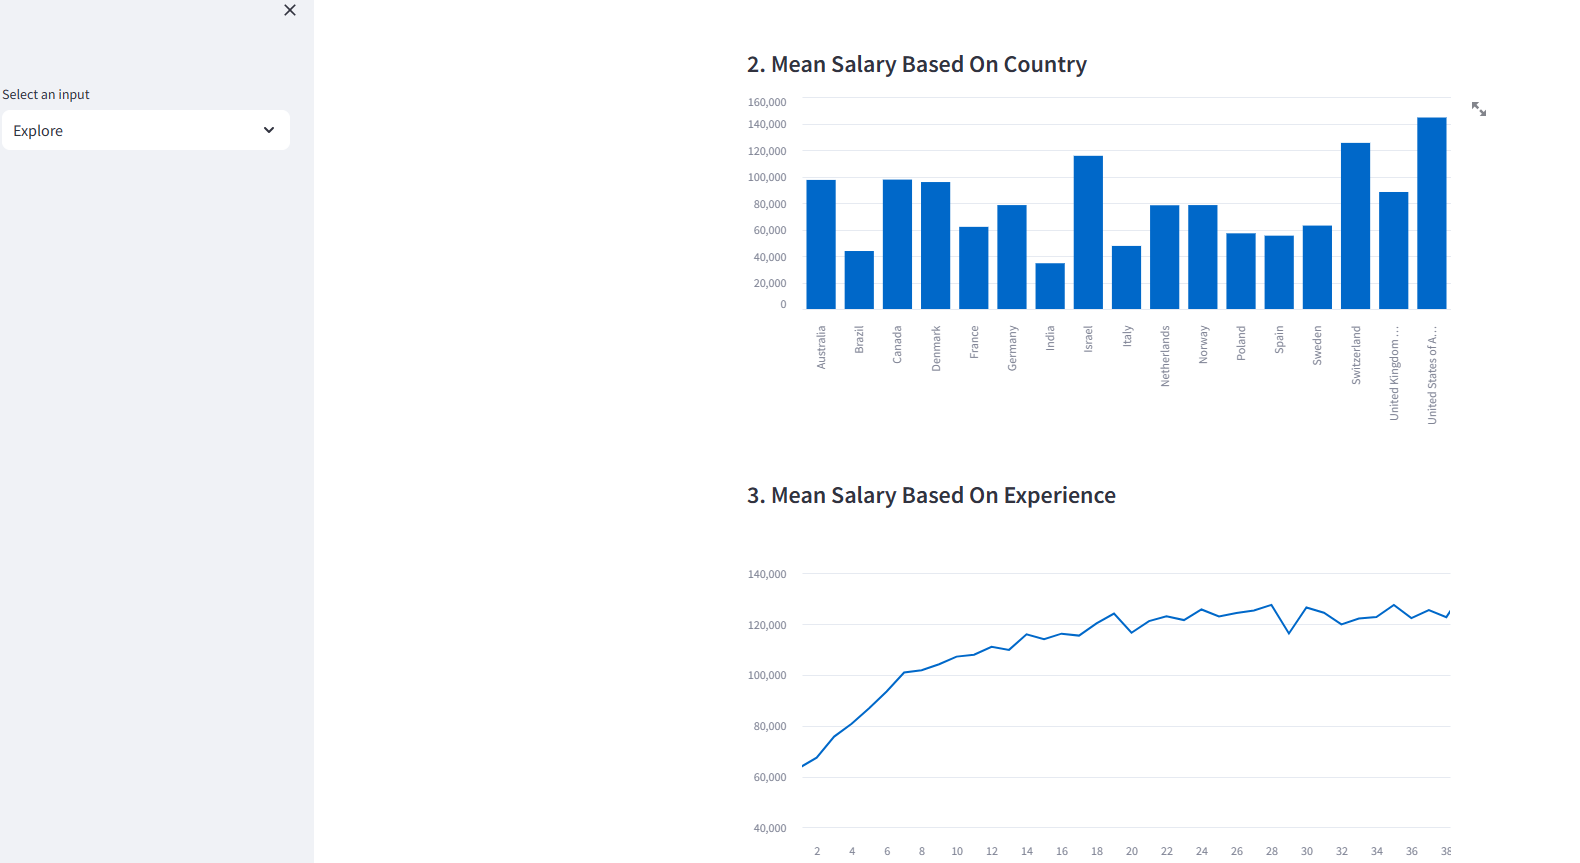 Select an input
Explore
2. Mean Salary Based On Country
160,000
140,000
120,000
100,000
80,000
60,000
40,000
20,000
0
Australia
Brazil
Canada
Denmark
France
Germany
India
Israel
Italy
Netherlands
Norway
Poland
Spain
Sweden
Switzerland
United Kingdom …
United States of A…
3. Mean Salary Based On Experience
140,000
120,000
100,000
80,000
60,000
40,000
2 4 6 8 10 12 14 16 18 20 22 24 26 28 30 32 34 36 38